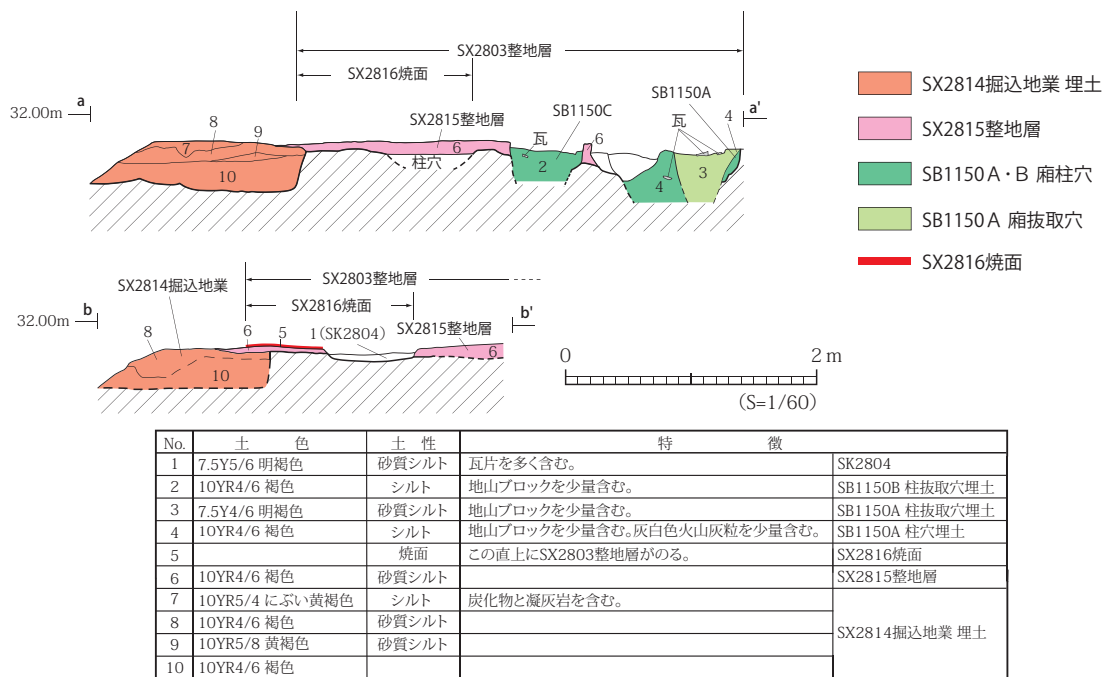 SX2803整地層
SX2816焼面
32.00m a
a'
8
9
SX2815整地層
瓦
SB1150C
6
瓦
SB1150A
4
7
10
柱穴
6
2
4
3
SX2814掘込地業 埋土
SX2815整地層
SB1150A・B 廂柱穴
SB1150A 廂抜取穴
SX2816焼面
SX2814掘込地業
SX2803整地層
SX2816焼面
32.00m b
b'
8
6
5
1(SK2804)
SX2815整地層
6
10
0 2 m
(S=1/60)
No. 土色 土性 特徴
1 7.5Y5/6 明褐色 砂質シルト 瓦片を多く含む。 SK2804
2 10YR4/6 褐色 シルト 地山ブロックを少量含む。 SB1150B 柱抜取穴埋土
3 7.5Y4/6 明褐色 砂質シルト 地山ブロックを少量含む。 SB1150A 柱抜取穴埋土
4 10YR4/6 褐色 シルト 地山ブロックを少量含む。灰白色火山灰粒を少量含む。 SB1150A 柱穴埋土
5 焼面 この直上にSX2803整地層がのる。 SX2816焼面
6 10YR4/6 褐色 砂質シルト SX2815整地層
7 10YR5/4 にぶい黄褐色 シルト 炭化物と凝灰岩を含む。
8 10YR4/6 褐色 砂質シルト
SX2814掘込地業 埋土
9 10YR5/8 黄褐色 砂質シルト
10 10YR4/6 褐色